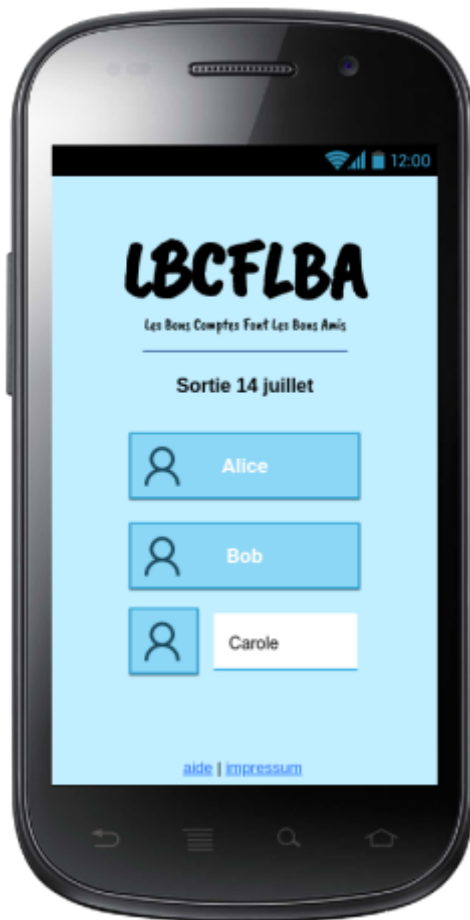 12:00
LBCFLBA
Les Bons Comptes Font Les Bons Amis
Sortie 14 juillet
Alice
Bob
Carole
aide | impressum